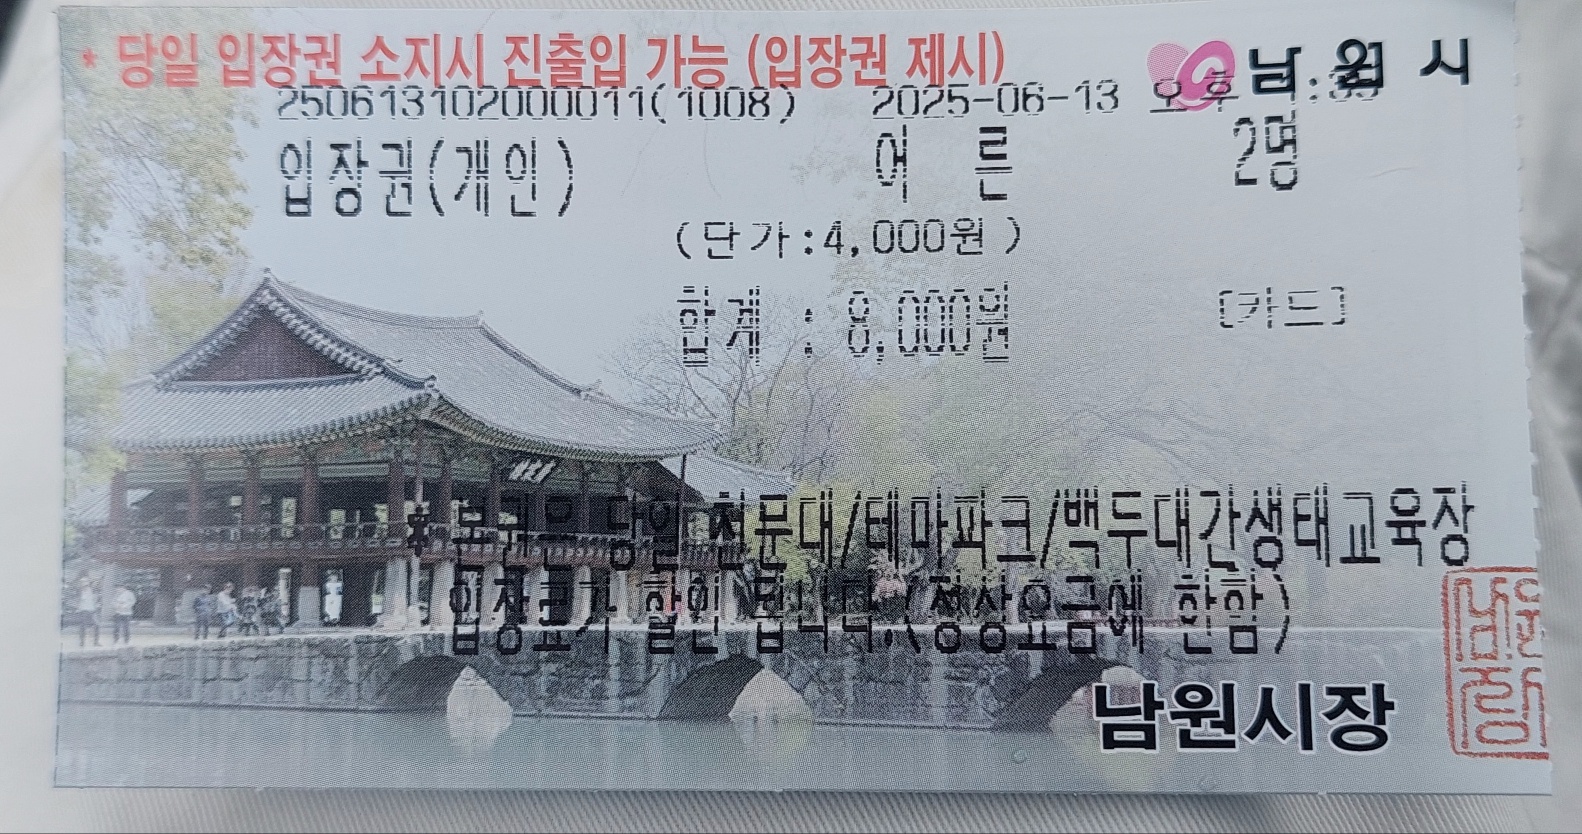 * 당일 입장권 소지시 진출입 가능 (입장권 제시)
남원시
250613102000011(1008) 2025-06-13 오후
입장권(개인) 어 른 2명
(단가:4,000원)
합계 : 8,000원 [카드]
* 본권은 당일 천문대/테마파크/백두대간생태교육장
입장료가 할인 됩니다.(정상요금에 한함)
남원시장